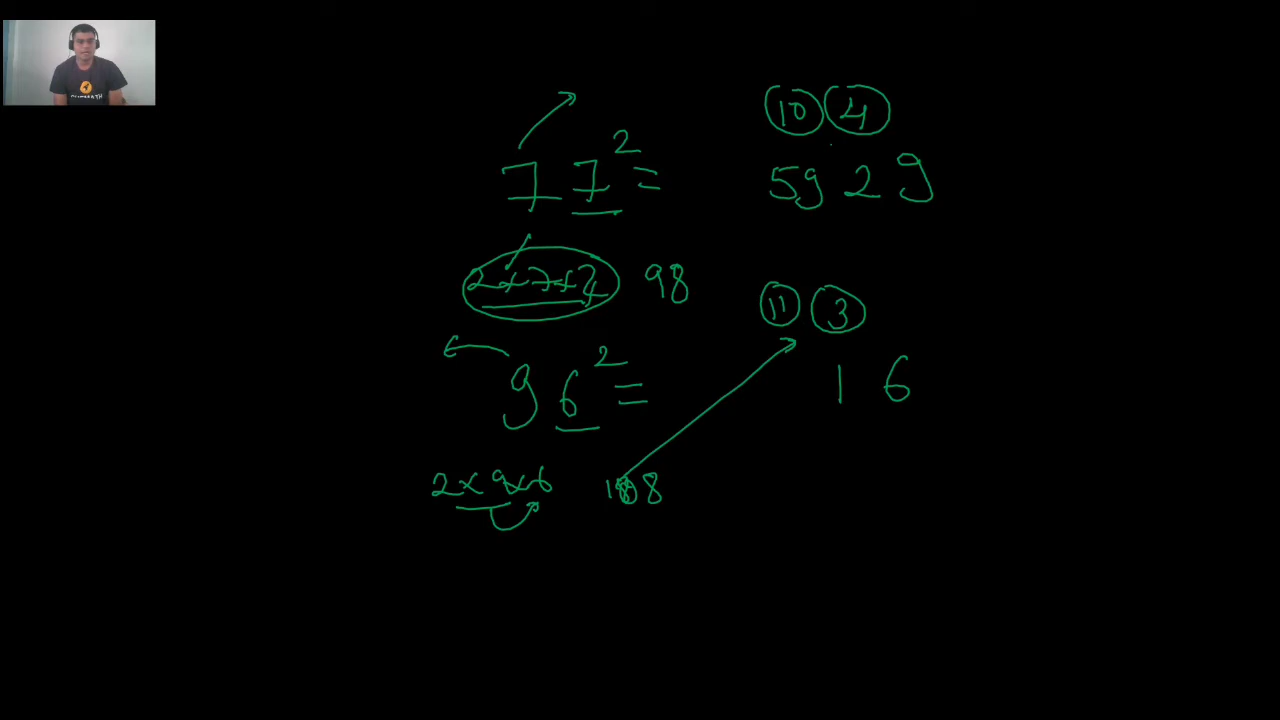 10 4
77² = 5929
2×7×7 98
11 3
96² = 16
2×9×6 108